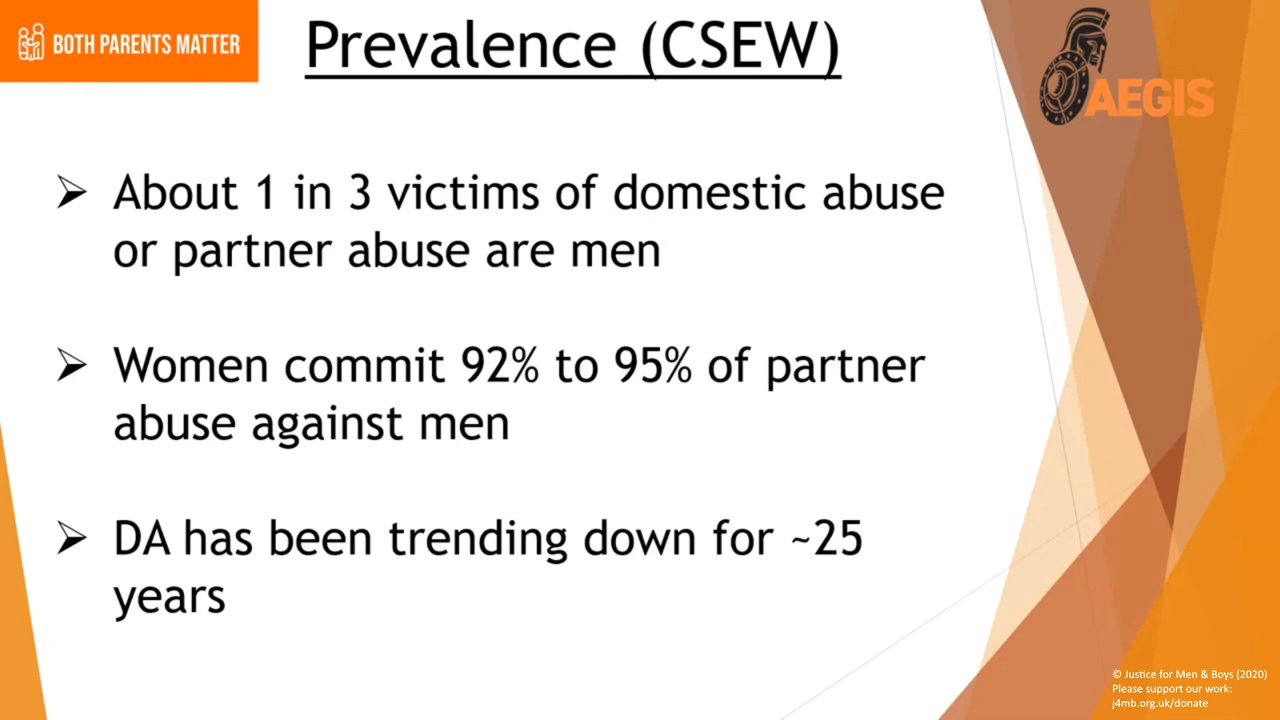 BOTH PARENTS MATTER
Prevalence (CSEW)
AEGIS
➢ About 1 in 3 victims of domestic abuse
or partner abuse are men
➢ Women commit 92% to 95% of partner
abuse against men
➢ DA has been trending down for ~25
years
© Justice for Men & Boys (2020)
Please support our work:
j4mb.org.uk/donate